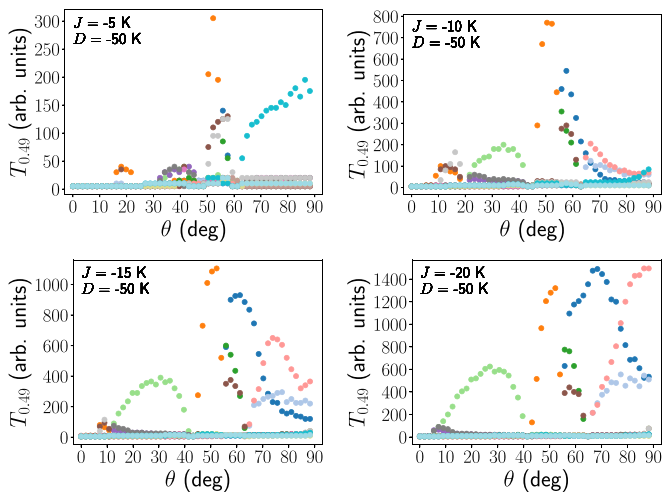 J = -5 K
D = -50 K
T0.49 (arb. units)
300
250
200
150
100
50
0
0 10 20 30 40 50 60 70 80 90
θ (deg)
J = -10 K
D = -50 K
T0.49 (arb. units)
800
700
600
500
400
300
200
100
0
0 10 20 30 40 50 60 70 80 90
θ (deg)
J = -15 K
D = -50 K
T0.49 (arb. units)
1000
800
600
400
200
0
0 10 20 30 40 50 60 70 80 90
θ (deg)
J = -20 K
D = -50 K
T0.49 (arb. units)
1400
1200
1000
800
600
400
200
0
0 10 20 30 40 50 60 70 80 90
θ (deg)